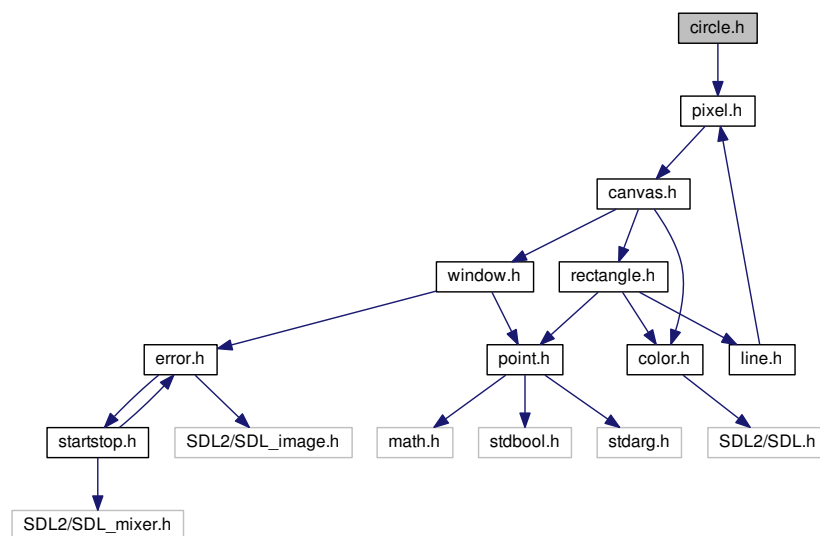 circle.h
pixel.h
canvas.h
window.h
rectangle.h
error.h
point.h
color.h
line.h
startstop.h
SDL2/SDL_image.h
math.h
stdbool.h
stdarg.h
SDL2/SDL.h
SDL2/SDL_mixer.h